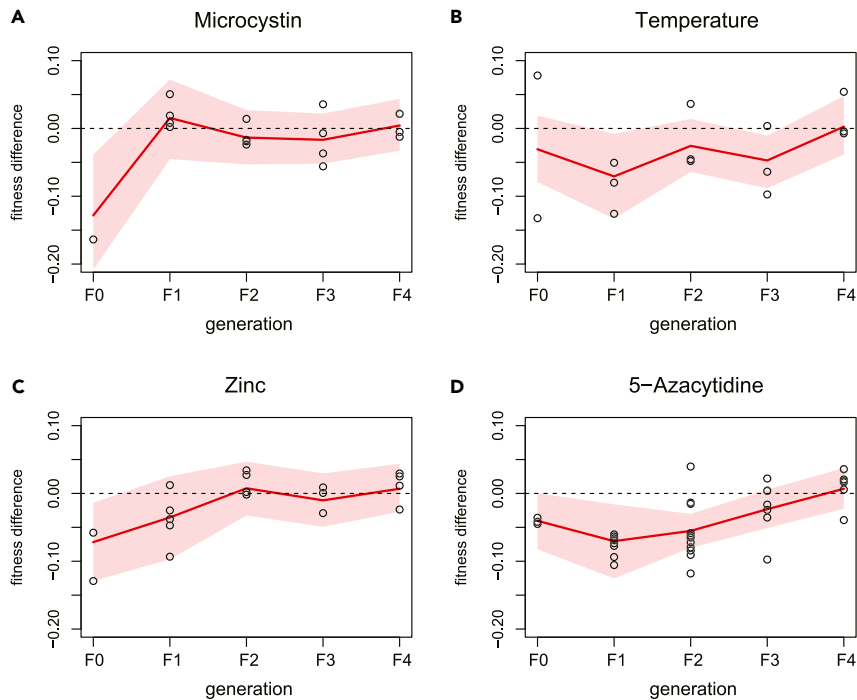 A
Microcystin
fitness difference
0.10
0.00
−0.10
−0.20
F0 F1 F2 F3 F4
generation
B
Temperature
fitness difference
0.10
0.00
−0.10
−0.20
F0 F1 F2 F3 F4
generation
C
Zinc
fitness difference
0.10
0.00
−0.10
−0.20
F0 F1 F2 F3 F4
generation
D
5−Azacytidine
fitness difference
0.10
0.00
−0.10
−0.20
F0 F1 F2 F3 F4
generation